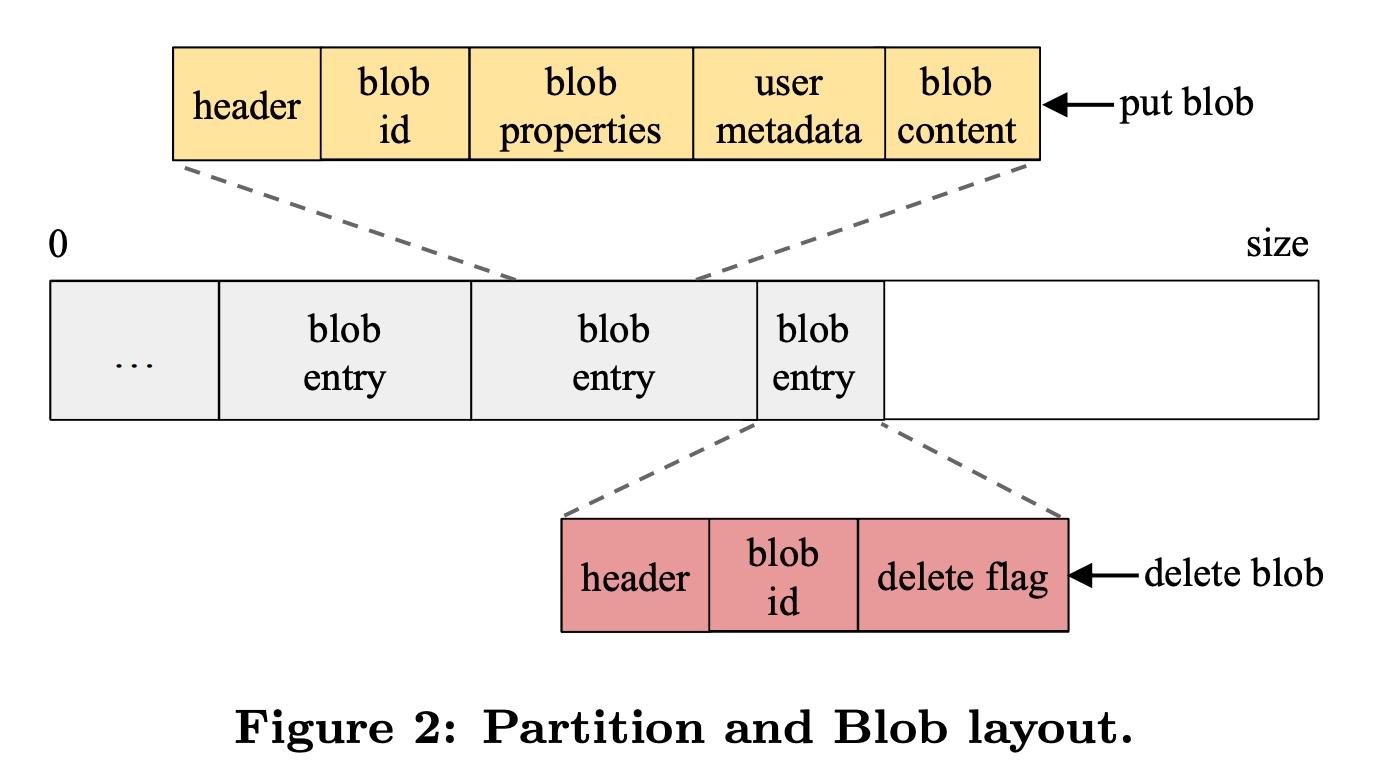 header
blob
id
blob
properties
user
metadata
blob
content
put blob
0
size
...
blob
entry
blob
entry
blob
entry
header
blob
id
delete flag
delete blob
Figure 2: Partition and Blob layout.